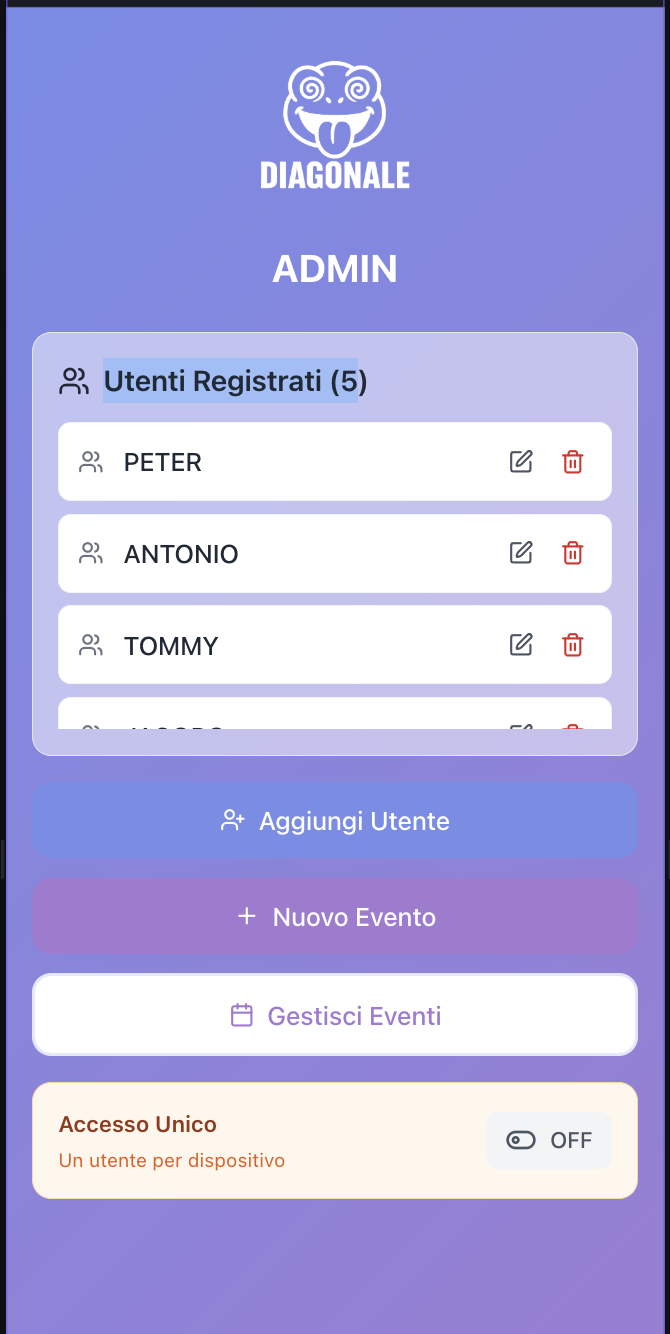 DIAGONALE
ADMIN
Utenti Registrati (5)
PETER
ANTONIO
TOMMY
Aggiungi Utente
Nuovo Evento
Gestisci Eventi
Accesso Unico
Un utente per dispositivo
OFF